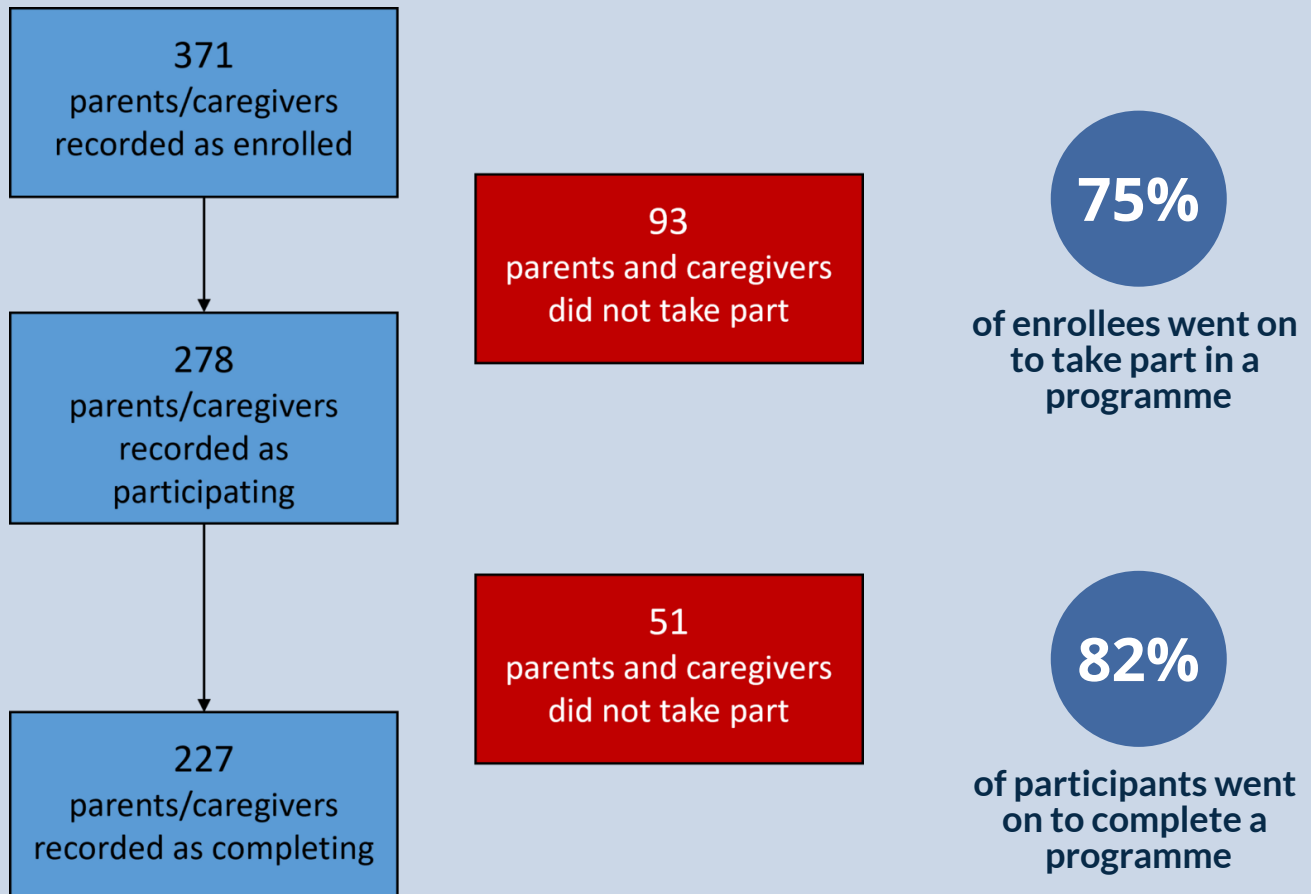 371
parents/caregivers
recorded as enrolled
93
parents and caregivers
did not take part
75%
of enrollees went on
to take part in a
programme
278
parents/caregivers
recorded as
participating
51
parents and caregivers
did not take part
82%
of participants went
on to complete a
programme
227
parents/caregivers
recorded as completing